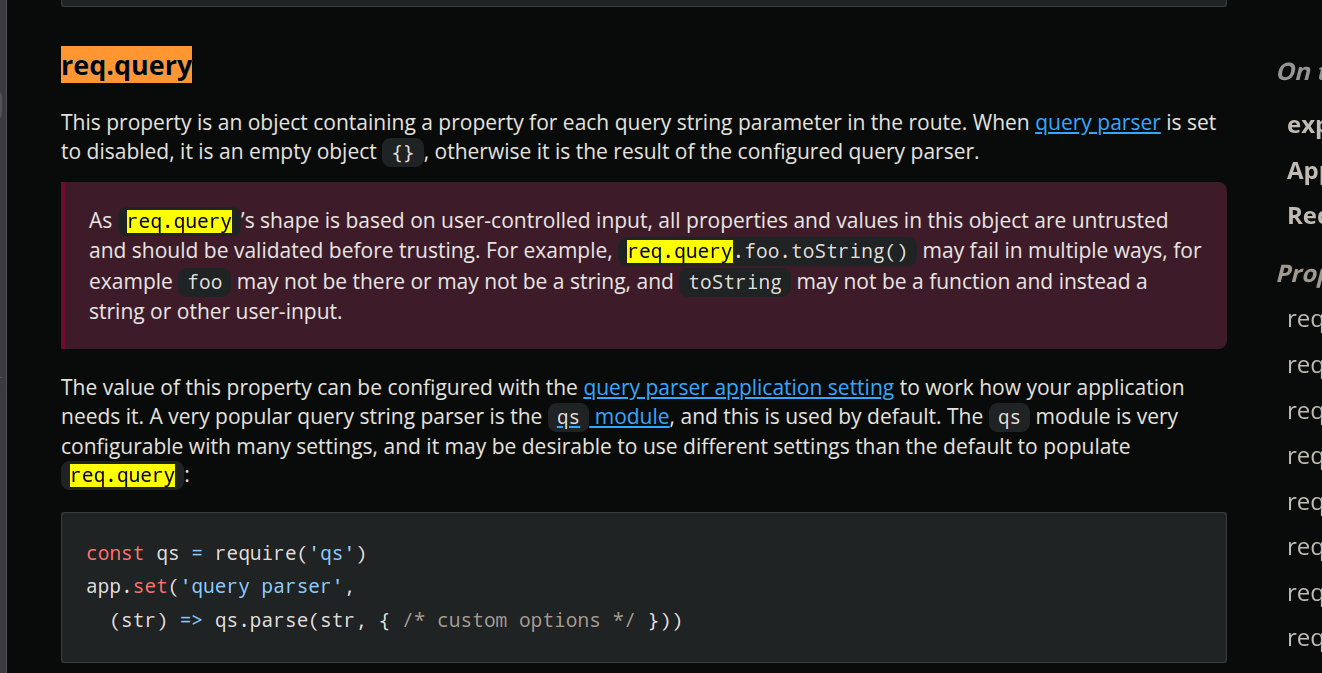 req.query
This property is an object containing a property for each query string parameter in the route. When query parser is set
to disabled, it is an empty object {}, otherwise it is the result of the configured query parser.
As req.query’s shape is based on user-controlled input, all properties and values in this object are untrusted
and should be validated before trusting. For example, req.query.foo.toString() may fail in multiple ways, for
example foo may not be there or may not be a string, and toString may not be a function and instead a
string or other user-input.
The value of this property can be configured with the query parser application setting to work how your application
needs it. A very popular query string parser is the qs module, and this is used by default. The qs module is very
configurable with many settings, and it may be desirable to use different settings than the default to populate
req.query:
const qs = require('qs')
app.set('query parser',
  (str) => qs.parse(str, { /* custom options */ }))
On
req
req
req
req
req
req
req
req